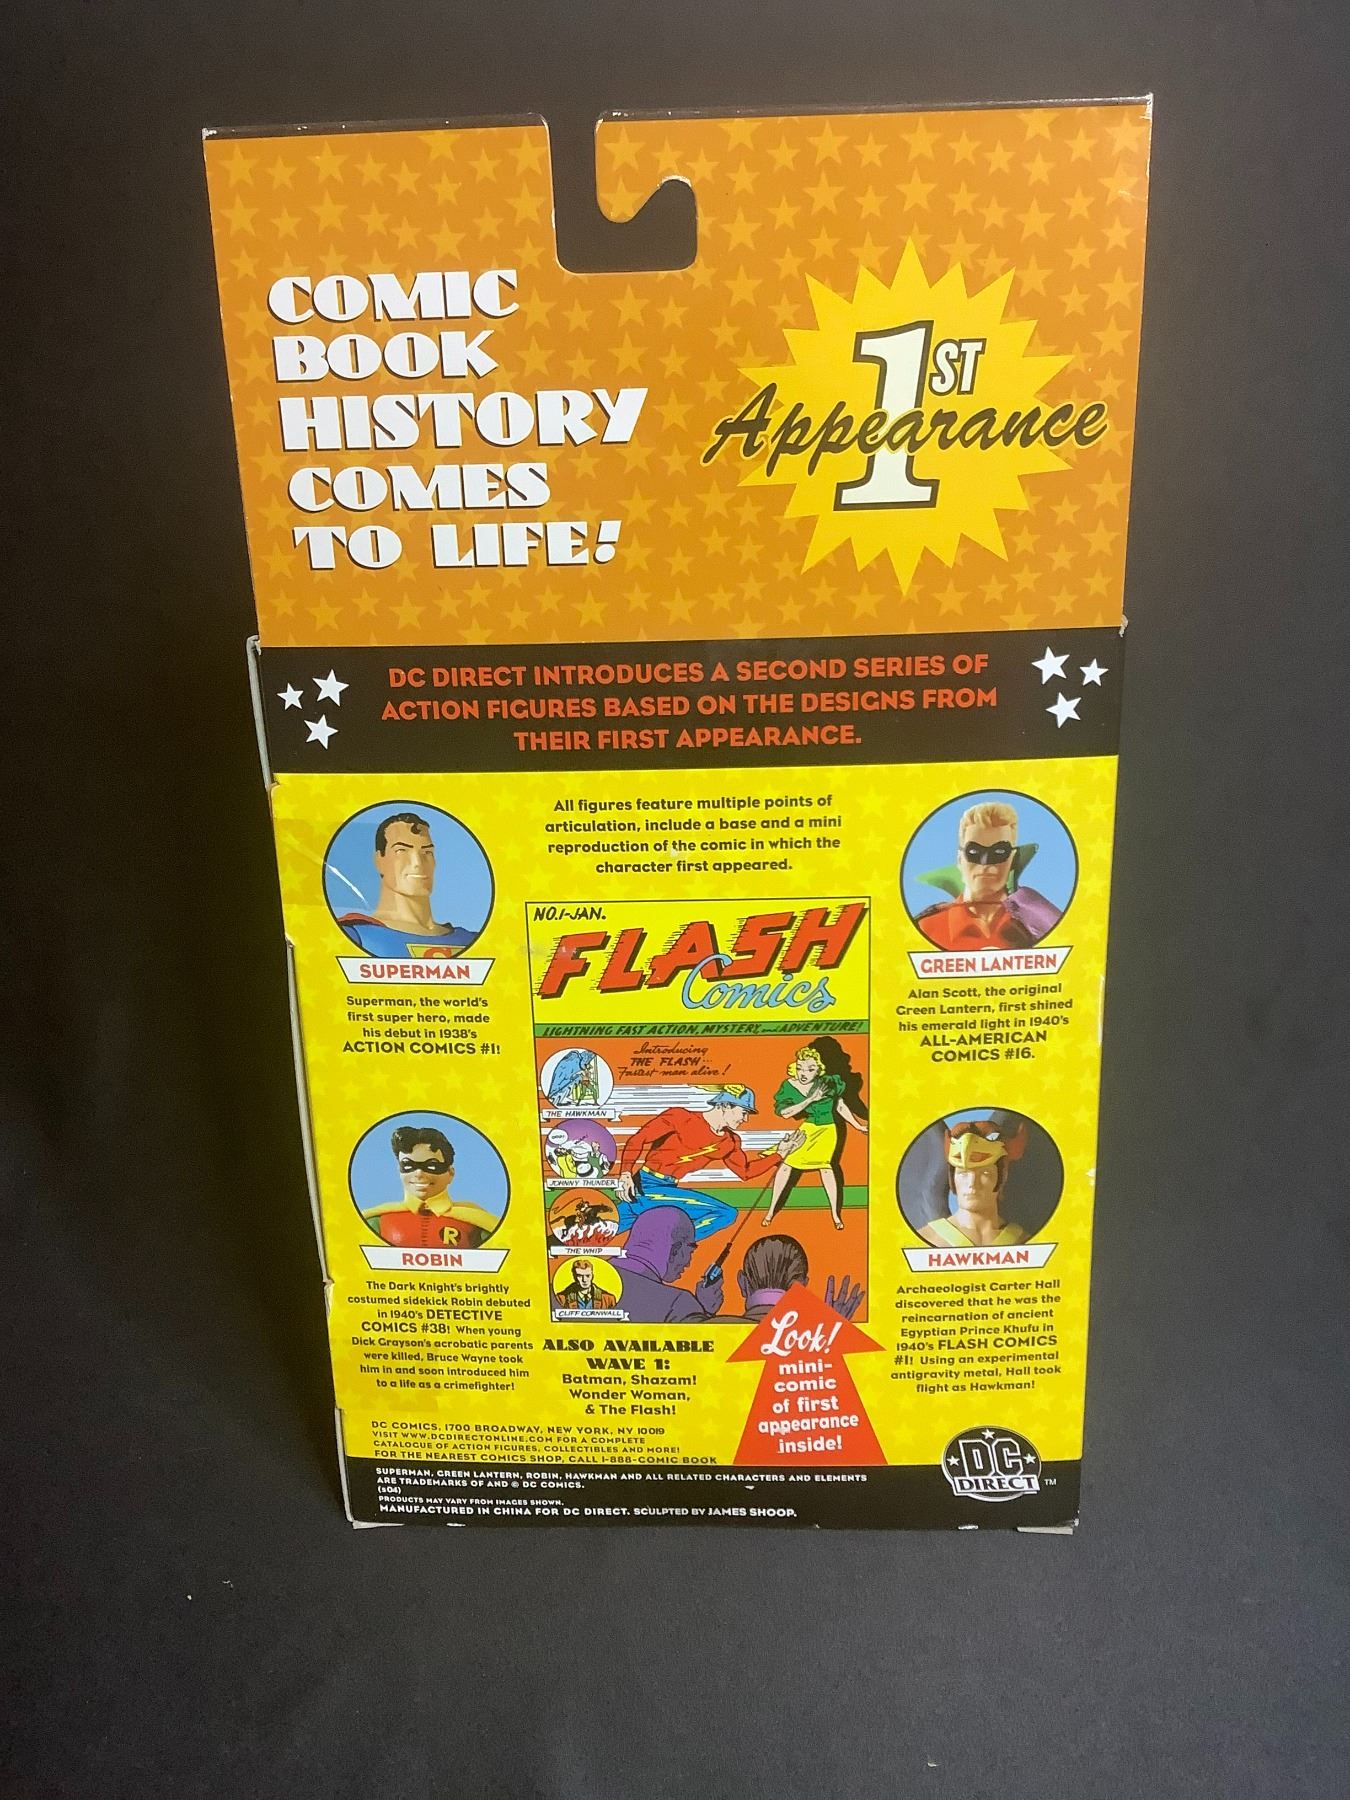 COMIC
BOOK
HISTORY
COMES
TO LIFE!
1ST
Appearance
DC DIRECT INTRODUCES A SECOND SERIES OF
ACTION FIGURES BASED ON THE DESIGNS FROM
THEIR FIRST APPEARANCE.
All figures feature multiple points of
articulation, include a base and a mini
reproduction of the comic in which the
character first appeared.
SUPERMAN
Superman, the world's
first super hero, made
his debut in 1938's
ACTION COMICS #1!
ROBIN
The Dark Knight's brightly
costumed sidekick Robin debuted
in 1940's DETECTIVE
COMICS #38! When young
Dick Grayson's acrobatic parents
were killed, Bruce Wayne took
him in and soon introduced him
to a life as a crimefighter!
NO.1-JAN.
FLASH
Comics
LIGHTNING FAST ACTION, MYSTERY and ADVENTURE!
Introducing
THE FLASH...
Fastest man alive!
THE HAWKMAN
JOHNNY THUNDER
THE WHIP
CLIFF CORNWALL
GREEN LANTERN
Alan Scott, the original
Green Lantern, first shined
his emerald light in 1940's
ALL-AMERICAN
COMICS #16.
HAWKMAN
Archaeologist Carter Hall
discovered that he was the
reincarnation of ancient
Egyptian Prince Khufu in
1940's FLASH COMICS
#1! Using an experimental
antigravity metal, Hall took
flight as Hawkman!
ALSO AVAILABLE
WAVE 1:
Batman, Shazam!
Wonder Woman,
& The Flash!
Look!
mini-
comic
of first
appearance
inside!
DC COMICS, 1700 BROADWAY, NEW YORK, NY 10019
VISIT WWW.DCDIRECTONLINE.COM FOR A COMPLETE
CATALOGUE OF ACTION FIGURES, COLLECTIBLES AND MORE!
FOR THE NEAREST COMICS SHOP, CALL 1-888-COMIC BOOK
SUPERMAN, GREEN LANTERN, ROBIN, HAWKMAN AND ALL RELATED CHARACTERS AND ELEMENTS
ARE TRADEMARKS OF AND © DC COMICS.
(s04)
PRODUCTS MAY VARY FROM IMAGES SHOWN.
MANUFACTURED IN CHINA FOR DC DIRECT. SCULPTED BY JAMES SHOOP.
DC
DIRECT
TM